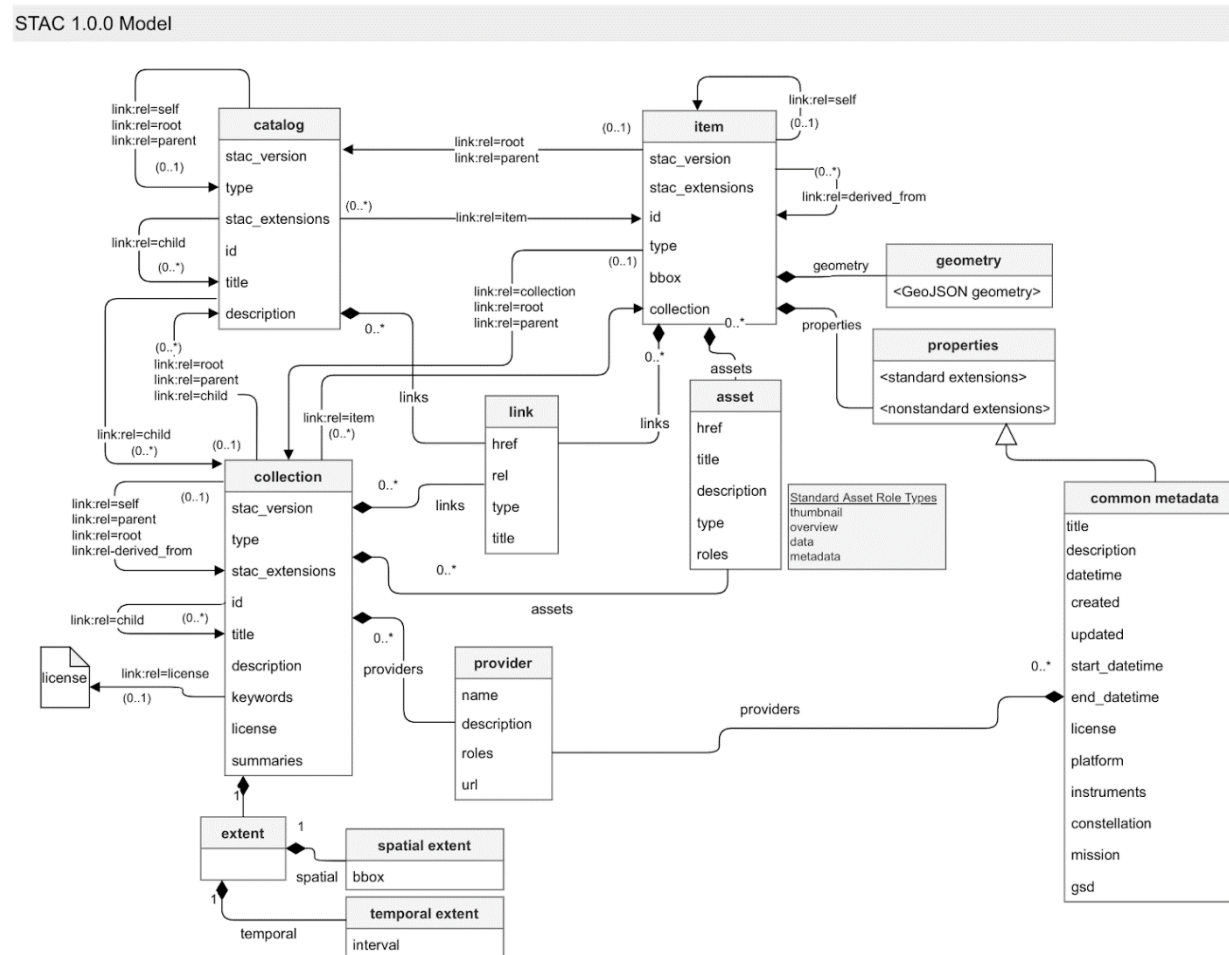 STAC 1.0.0 Model
link:rel=self
link:rel=root
link:rel=parent
(0..1)
catalog
stac_version
type
stac_extensions
id
title
description
link:rel=child
(0..*)
(0..*)
link:rel=root
link:rel=parent
link:rel=item
(0..1)
item
stac_version
stac_extensions
id
type
bbox
collection
link:rel=self
(0..1)
(0..*)
link:rel=derived_from
(0..1)
link:rel=collection
link:rel=root
link:rel=parent
geometry
geometry
<GeoJSON geometry>
properties
properties
<standard extensions>
<nonstandard extensions>
0..*
0..*
0..*
assets
(0..*)
link:rel=root
link:rel=parent
link:rel=child
link:rel=child
(0..*)
(0..1)
link:rel=item
(0..*)
links
links
link
href
rel
type
title
asset
href
title
description
type
roles
Standard Asset Role Types
thumbnail
overview
data
metadata
collection
stac_version
type
stac_extensions
id
title
description
keywords
license
summaries
(0..1)
link:rel=self
link:rel=parent
link:rel=root
link:rel-derived_from
link:rel=child
(0..*)
license
link:rel=license
(0..1)
0..*
links
0..*
assets
0..*
providers
provider
name
description
roles
url
providers
0..*
common metadata
title
description
datetime
created
updated
start_datetime
end_datetime
license
platform
instruments
constellation
mission
gsd
1
extent
1
spatial
spatial extent
bbox
1
temporal
temporal extent
interval